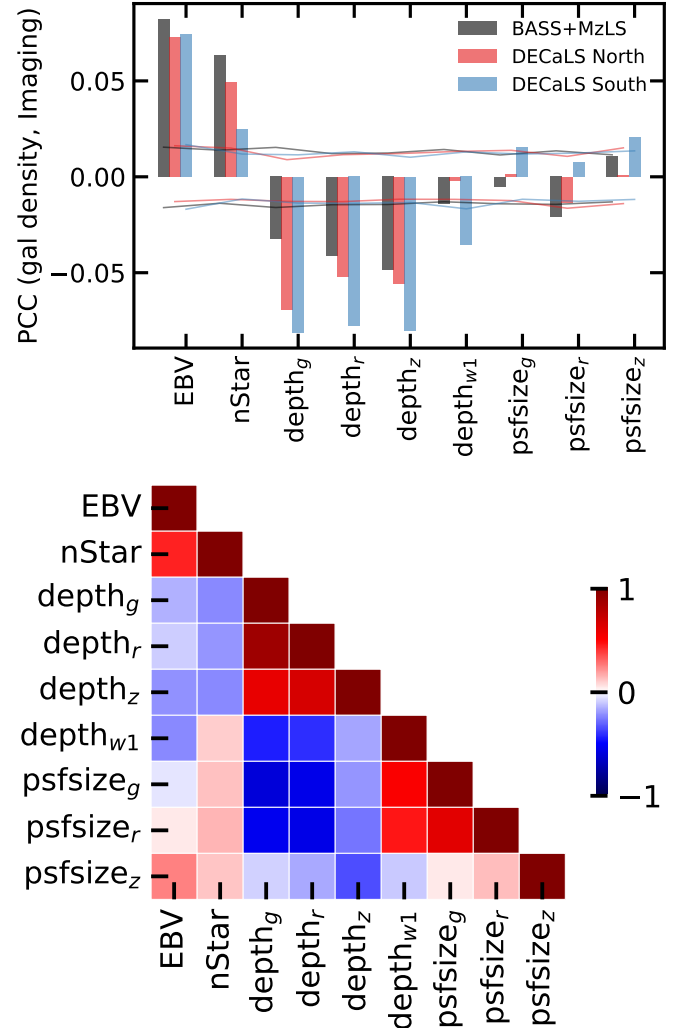 PCC (gal density, Imaging)
0.05
0.00
−0.05
BASS+MzLS
DECaLS North
DECaLS South
EBV
nStar
depth_g
depth_r
depth_z
depth_w1
psfsize_g
psfsize_r
psfsize_z
EBV
nStar
depth_g
depth_r
depth_z
depth_w1
psfsize_g
psfsize_r
psfsize_z
1
0
−1
EBV
nStar
depth_g
depth_r
depth_z
depth_w1
psfsize_g
psfsize_r
psfsize_z